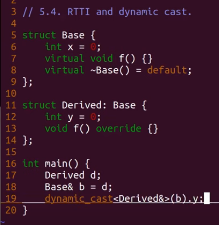 2
3 // 5.4. RTTI and dynamic cast.
4
5 struct Base {
6 int x = 0;
7 virtual void f() {}
8 virtual ~Base() = default;
9 };
10
11 struct Derived: Base {
12 int y = 0;
13 void f() override {}
14 };
15
16 int main() {
17 Derived d;
18 Base& b = d;
19 dynamic_cast<Derived&>(b).y;
20 }